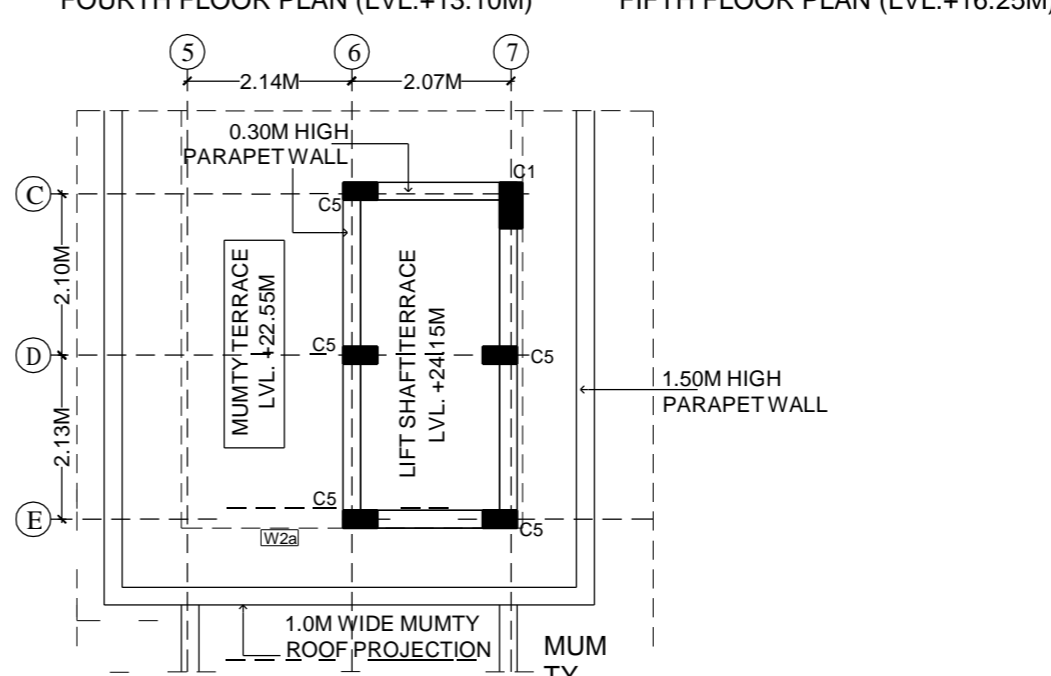 FOURTH FLOOR PLAN (LVL.+13.10M)
FIFTH FLOOR PLAN (LVL.+16.25M)
5
6
7
2.14M
2.07M
0.30M HIGH
PARAPET WALL
C1
C
C5
2.10M
MUMTY TERRACE
LVL. +22.55M
LIFT SHAFT TERRACE
LVL. +24.15M
D
C5
C5
1.50M HIGH
PARAPET WALL
2.13M
C5
E
C5
W2a
1.0M WIDE MUMTY
ROOF PROJECTION
MUM
TY